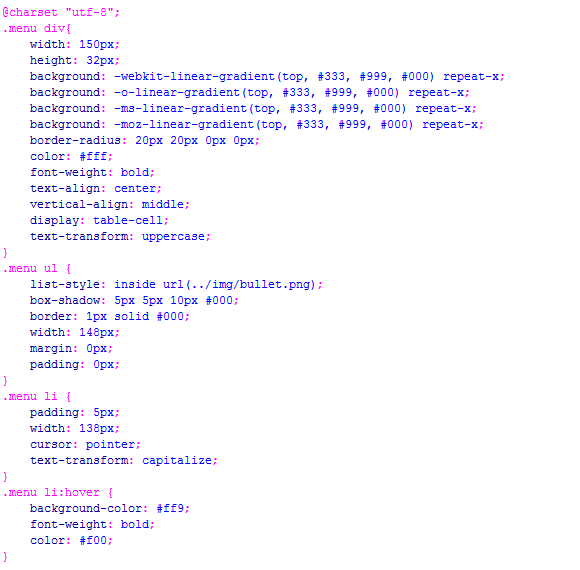 @charset "utf-8";
.menu div{
    width: 150px;
    height: 32px;
    background: -webkit-linear-gradient(top, #333, #999, #000) repeat-x;
    background: -o-linear-gradient(top, #333, #999, #000) repeat-x;
    background: -ms-linear-gradient(top, #333, #999, #000) repeat-x;
    background: -moz-linear-gradient(top, #333, #999, #000) repeat-x;
    border-radius: 20px 20px 0px 0px;
    color: #fff;
    font-weight: bold;
    text-align: center;
    vertical-align: middle;
    display: table-cell;
    text-transform: uppercase;
}
.menu ul {
    list-style: inside url(../img/bullet.png);
    box-shadow: 5px 5px 10px #000;
    border: 1px solid #000;
    width: 148px;
    margin: 0px;
    padding: 0px;
}
.menu li {
    padding: 5px;
    width: 138px;
    cursor: pointer;
    text-transform: capitalize;
}
.menu li:hover {
    background-color: #ff9;
    font-weight: bold;
    color: #f00;
}